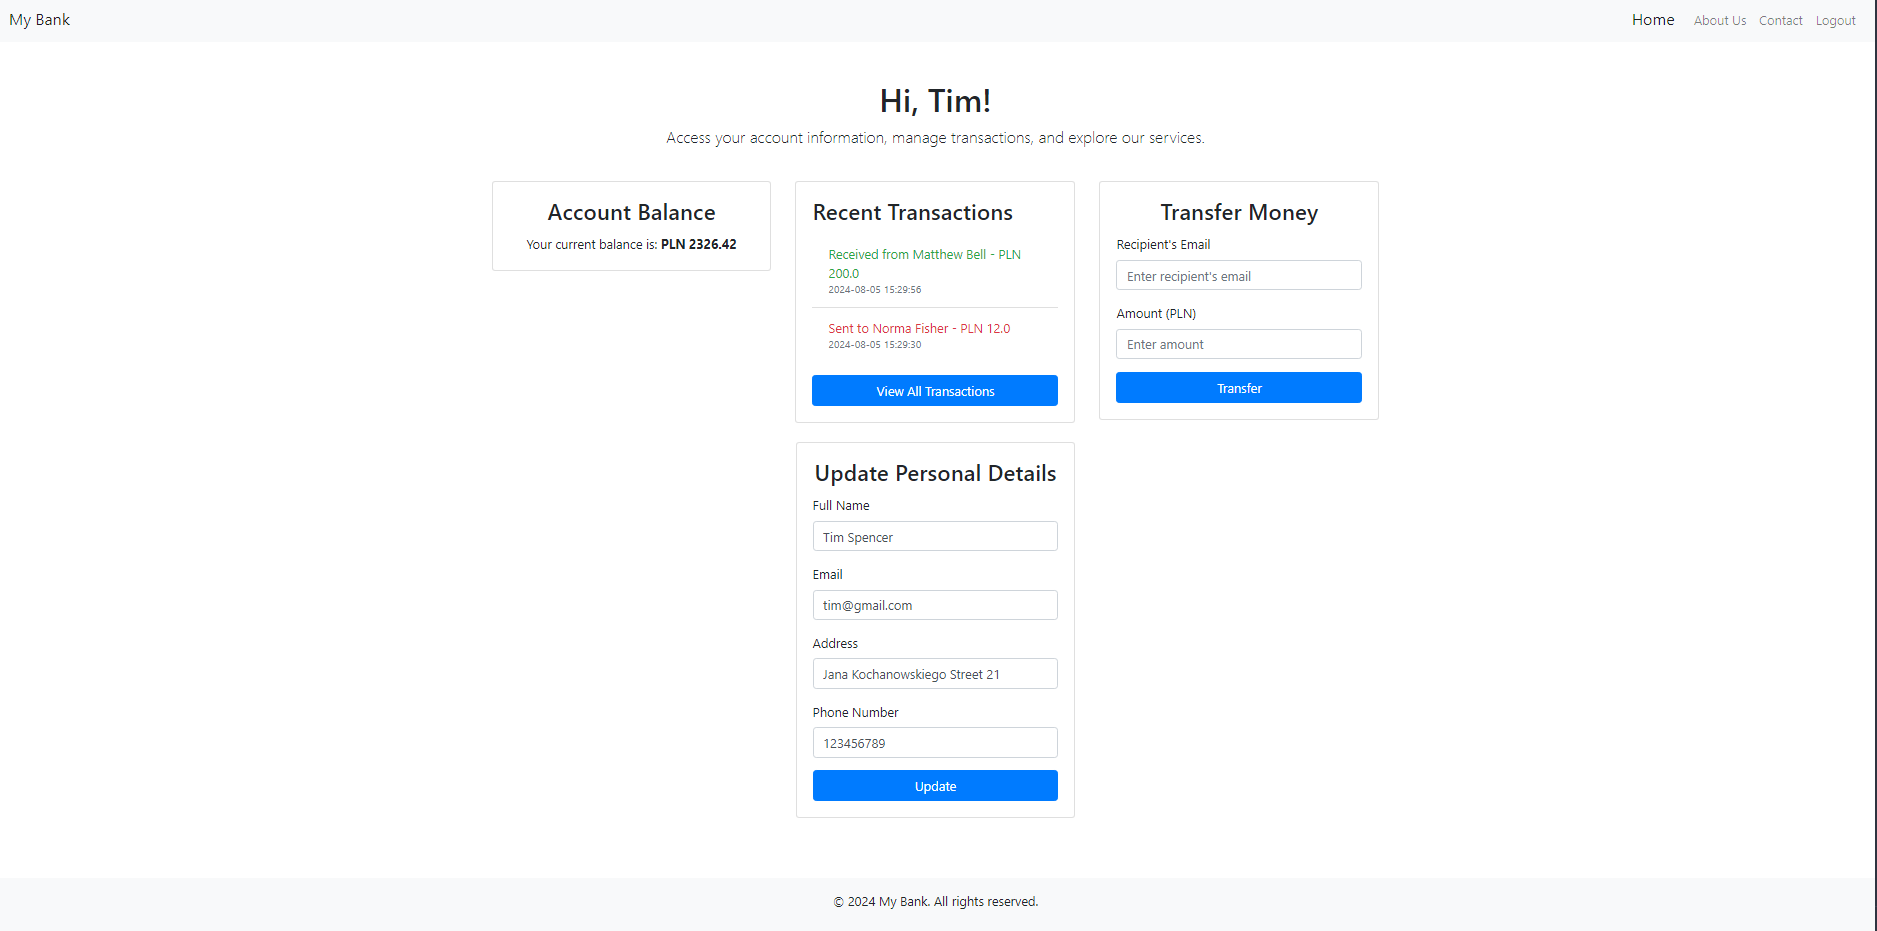 My Bank
Home About Us Contact Logout
Hi, Tim!
Access your account information, manage transactions, and explore our services.
Account Balance
Your current balance is: PLN 2326.42
Recent Transactions
Received from Matthew Bell - PLN
200.0
2024-08-05 15:29:56
Sent to Norma Fisher - PLN 12.0
2024-08-05 15:29:30
View All Transactions
Transfer Money
Recipient's Email
Enter recipient's email
Amount (PLN)
Enter amount
Transfer
Update Personal Details
Full Name
Tim Spencer
Email
tim@gmail.com
Address
Jana Kochanowskiego Street 21
Phone Number
123456789
Update
© 2024 My Bank. All rights reserved.